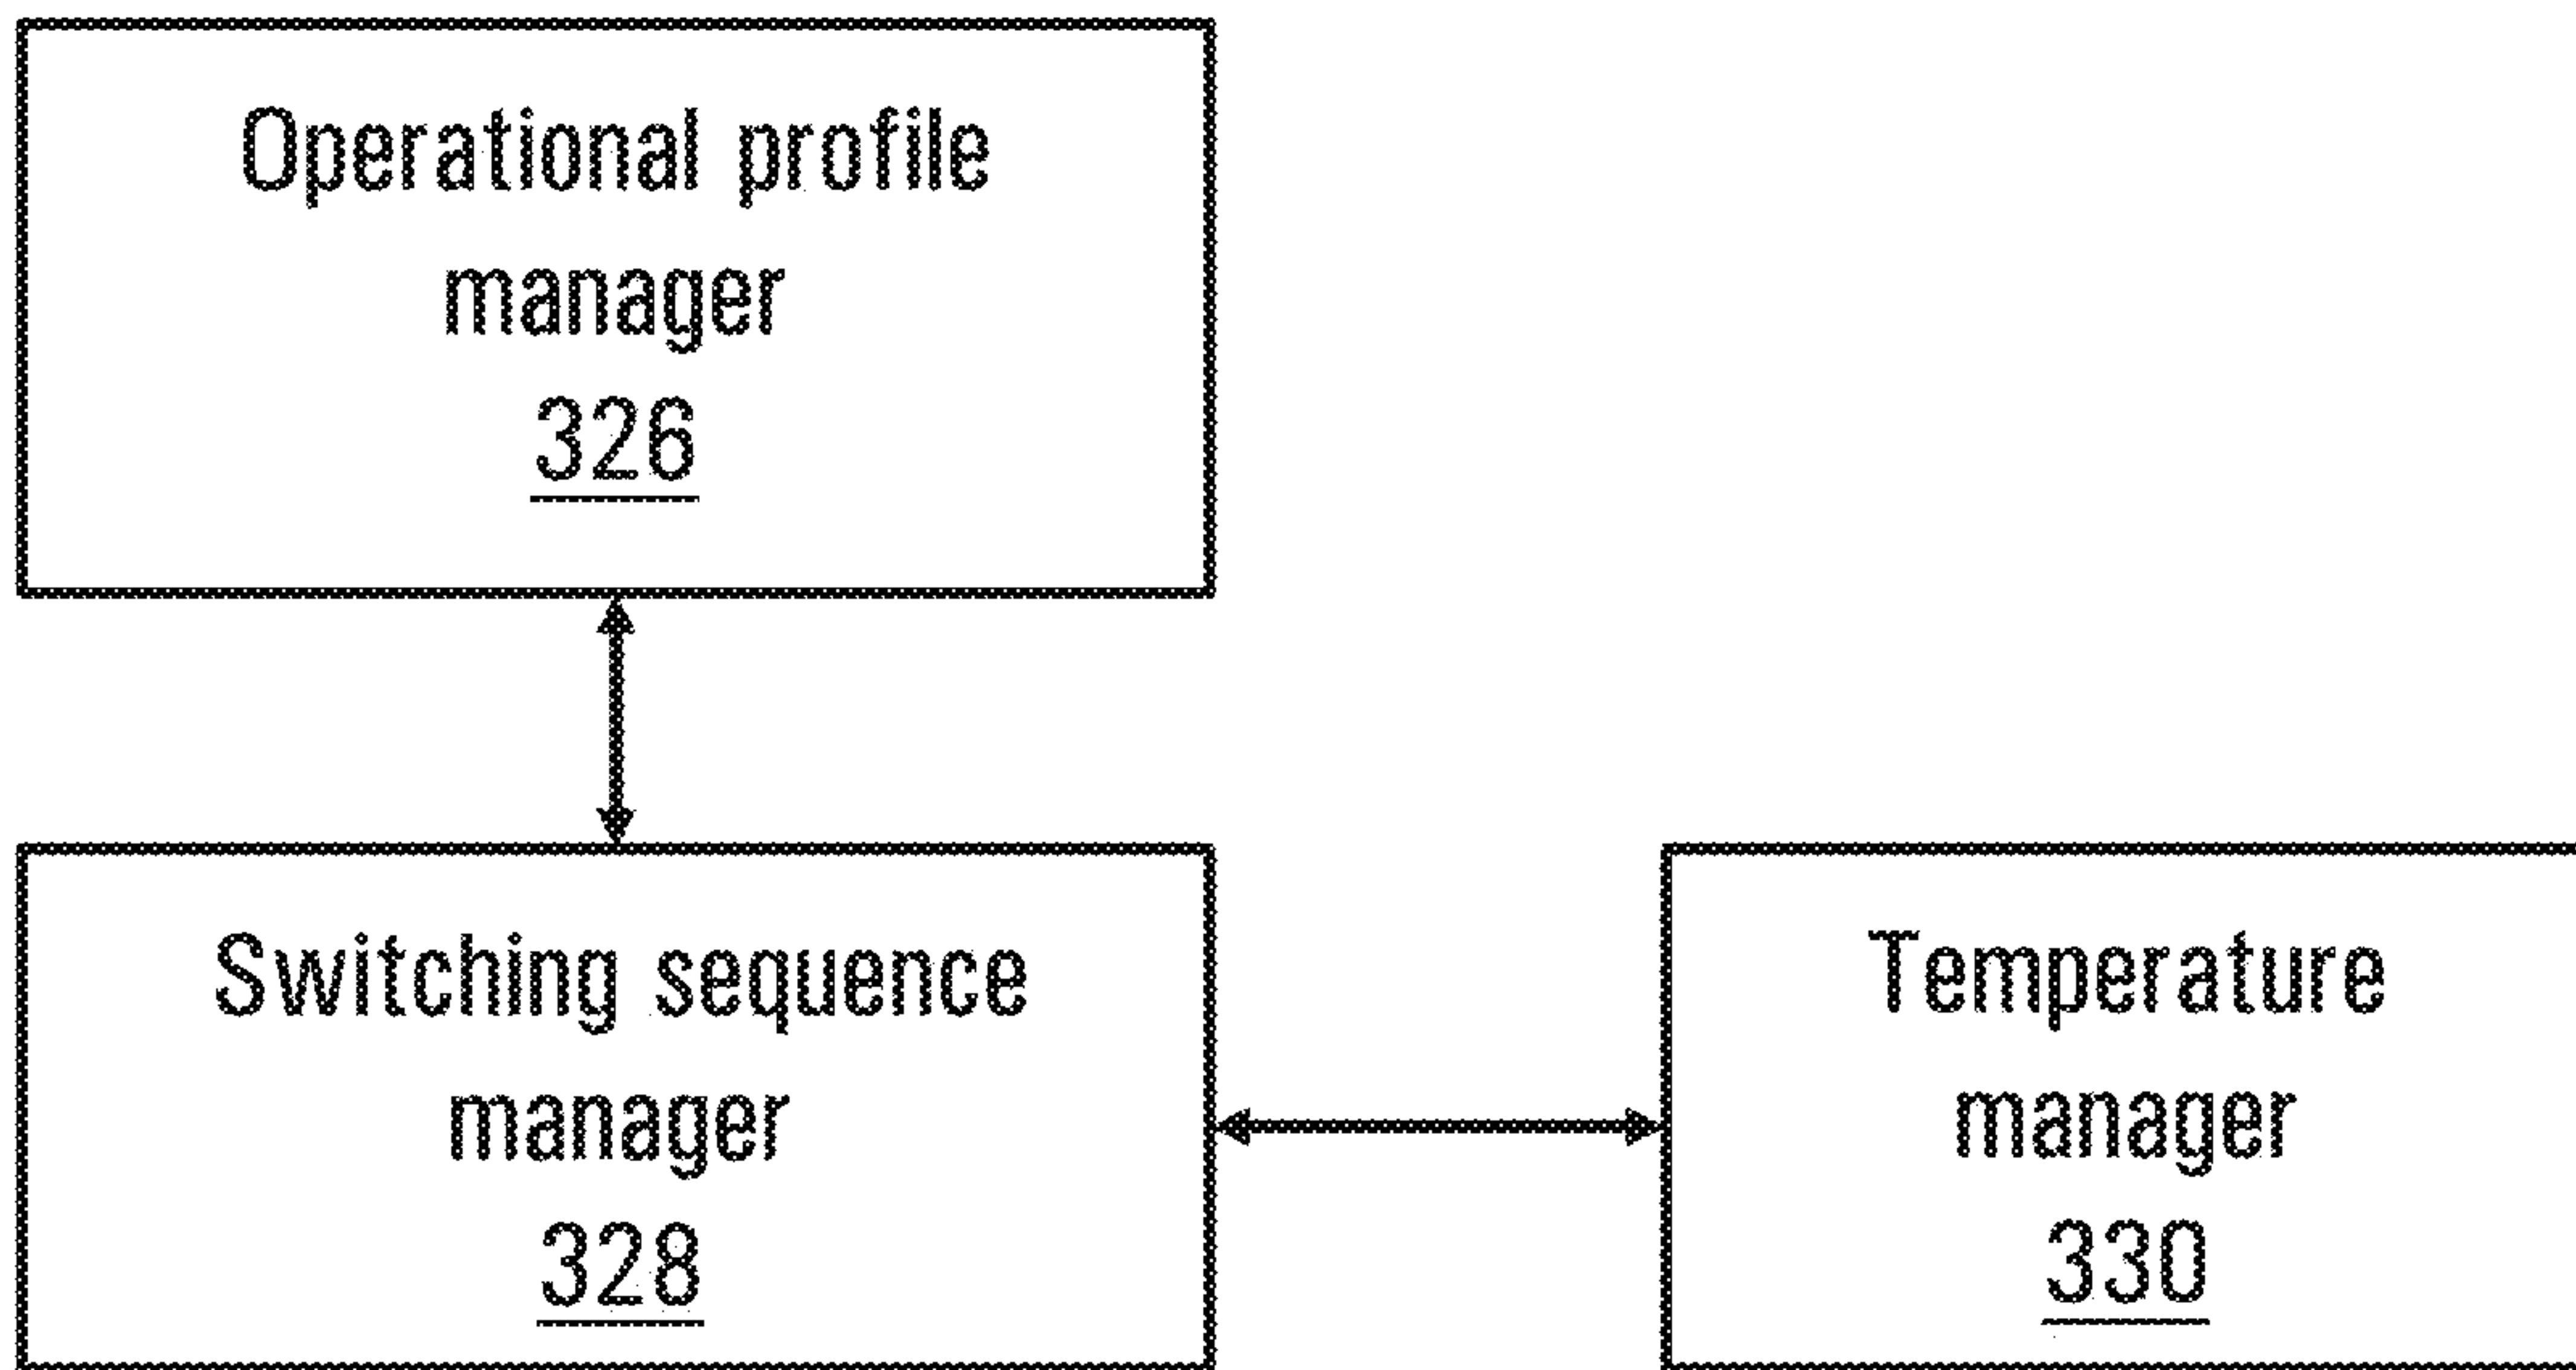 Operational profile
manager
326
Switching sequence
manager
328
Temperature
manager
330